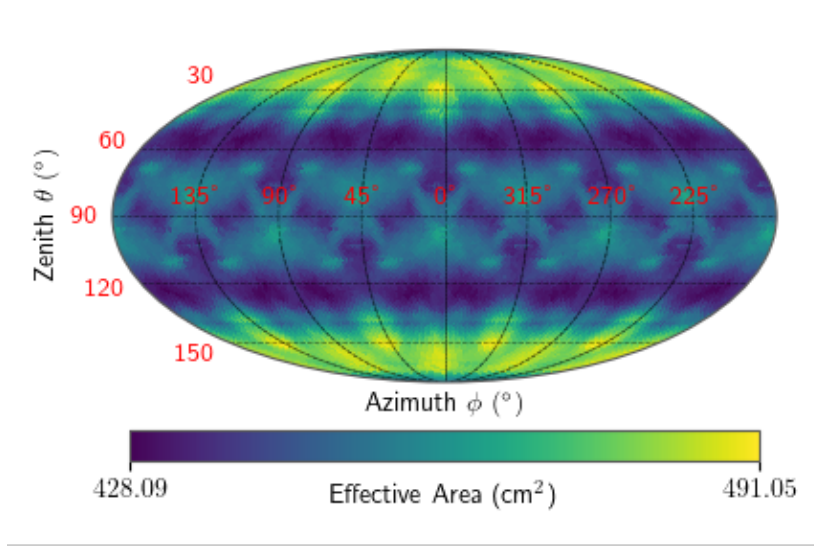 30
60
135° 90° 45° 0° 315° 270° 225°
90
Zenith θ (°)
120
150
Azimuth ϕ (°)
428.09 Effective Area (cm²) 491.05